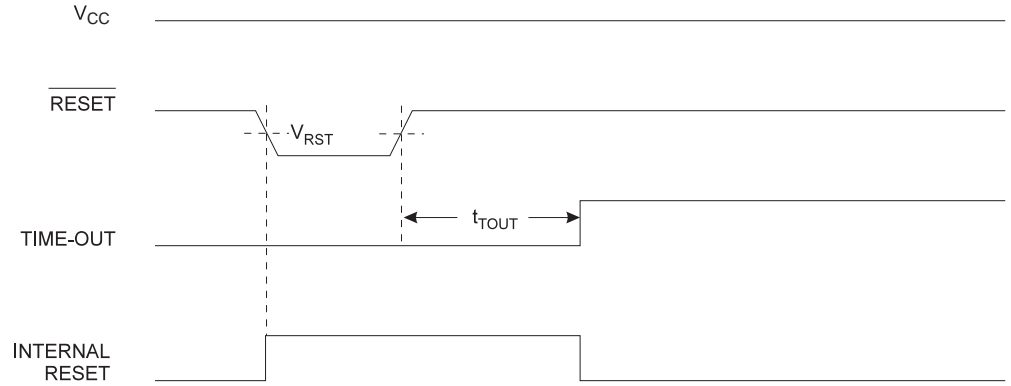 VCC
RESET
VRST
tTOUT
TIME-OUT
INTERNAL
RESET